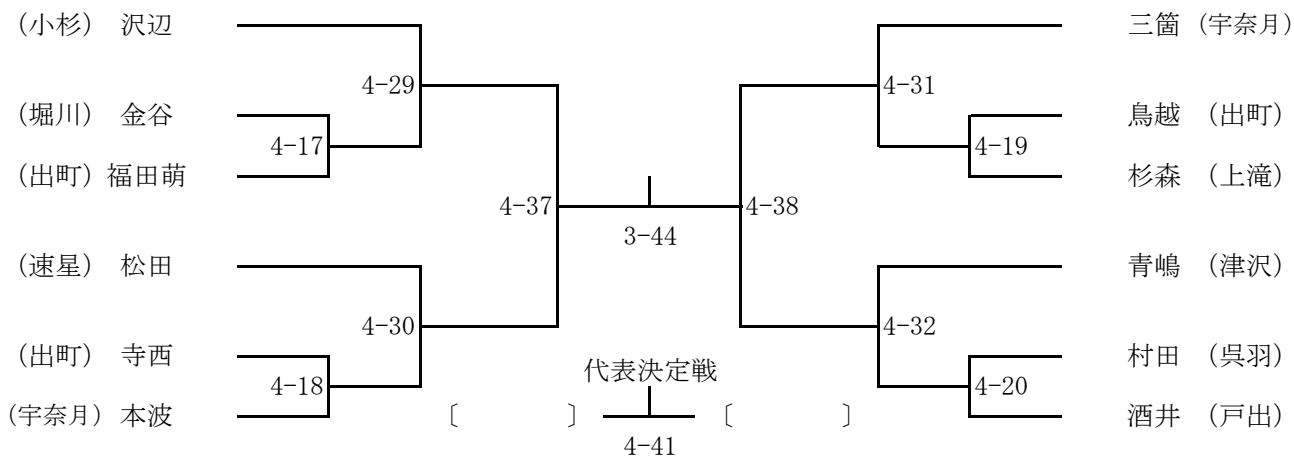 （小杉） 沢辺
三箇 （宇奈月）
4-29
4-31
（堀川） 金谷
鳥越 （出町）
4-17
4-19
（出町） 福田萌
杉森 （上滝）
4-37
4-38
3-44
（速星） 松田
青嶋 （津沢）
4-30
4-32
（出町） 寺西
村田 （呉羽）
代表決定戦
4-18
4-20
（宇奈月） 本波
〔 〕 〔 〕
酒井 （戸出）
4-41